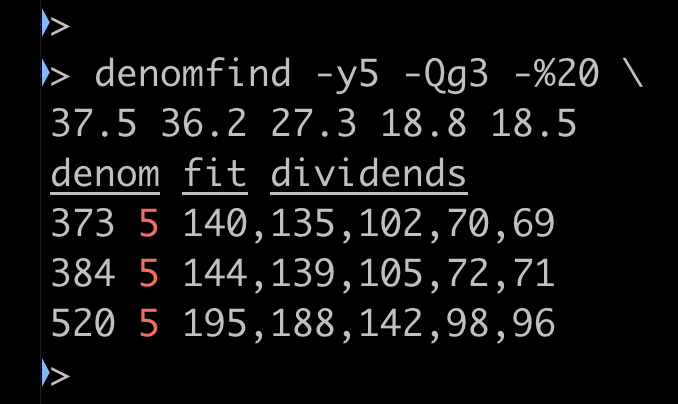 >
> denomfind -y5 -Qg3 -%20 \
37.5 36.2 27.3 18.8 18.5
denom fit dividends
373 5 140,135,102,70,69
384 5 144,139,105,72,71
520 5 195,188,142,98,96
>